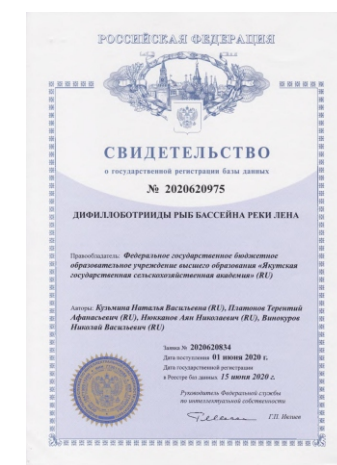 РОССИЙСКАЯ ФЕДЕРАЦИЯ
СВИДЕТЕЛЬСТВО
о государственной регистрации базы данных
№ 2020620975
ДИФИЛЛОБОТРИИДЫ РЫБ БАССЕЙНА РЕКИ ЛЕНА
Правообладатель: Федеральное государственное бюджетное
образовательное учреждение высшего образования «Якутская
государственная сельскохозяйственная академия» (RU)
Авторы: Кузьмина Наталья Васильевна (RU), Платонов Терентий
Афанасьевич (RU), Нюкканов Аян Николаевич (RU), Винокуров
Николай Васильевич (RU)
Заявка № 2020620834
Дата поступления 01 июня 2020 г.
Дата государственной регистрации
в Реестре баз данных 15 июня 2020 г.
Руководитель Федеральной службы
по интеллектуальной собственности
Г.П. Ивлиев